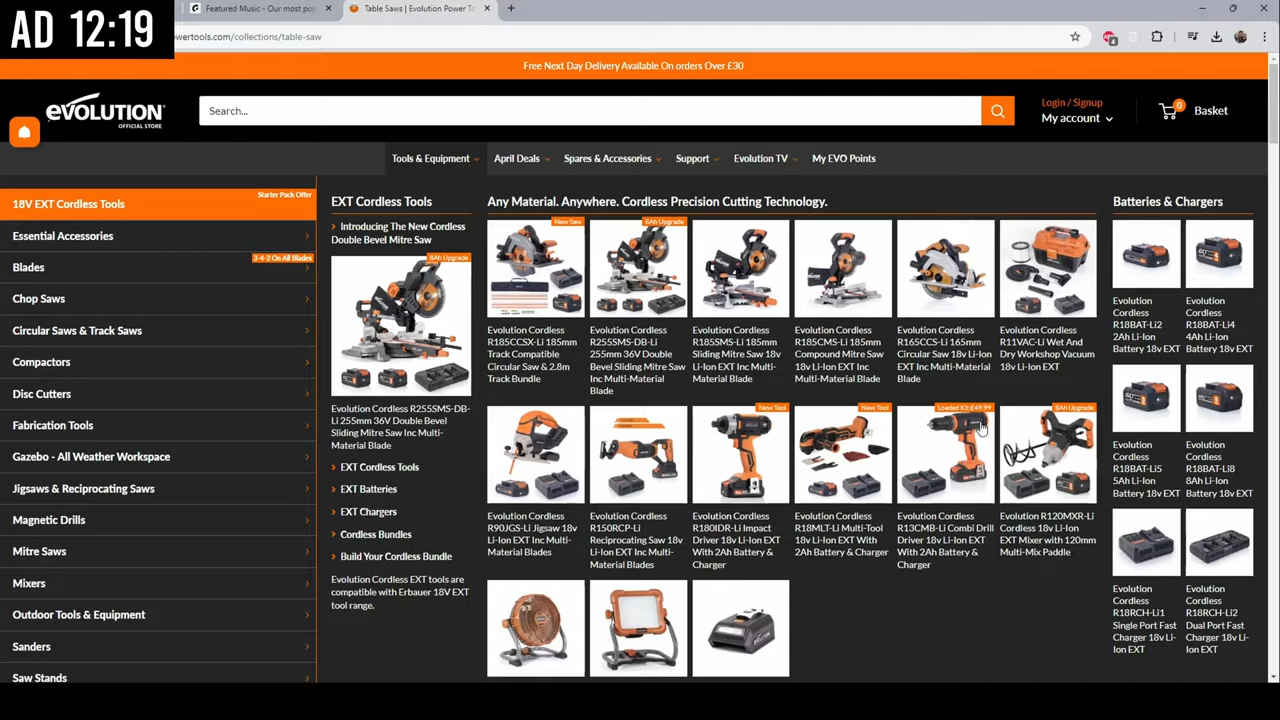 AD 12:19
Featured Music - Our most po
Table Saws | Evolution Power To
powertools.com/collections/table-saw
Free Next Day Delivery Available On orders Over £30
evolution
OFFICIAL STORE
Search...
Login / Signup
My account
0
Basket
Tools & Equipment
April Deals
Spares & Accessories
Support
Evolution TV
My EVO Points
Starter Pack Offer
18V EXT Cordless Tools
Essential Accessories
3-4-2 On All Blades
Blades
Chop Saws
Circular Saws & Track Saws
Compactors
Disc Cutters
Fabrication Tools
Gazebo - All Weather Workspace
Jigsaws & Reciprocating Saws
Magnetic Drills
Mitre Saws
Mixers
Outdoor Tools & Equipment
Sanders
Saw Stands
EXT Cordless Tools
Introducing The New Cordless
Double Bevel Mitre Saw
8Ah Upgrade
Evolution Cordless R255SMS-DB-
Li 255mm 36V Double Bevel
Sliding Mitre Saw Inc Multi-
Material Blade
EXT Cordless Tools
EXT Batteries
EXT Chargers
Cordless Bundles
Build Your Cordless Bundle
Evolution Cordless EXT tools are
compatible with Erbauer 18V EXT
tool range.
Any Material. Anywhere. Cordless Precision Cutting Technology.
New Saw
Evolution Cordless
R185CCSX-Li 185mm
Track Compatible
Circular Saw & 2.8m
Track Bundle
8Ah Upgrade
Evolution Cordless
R255SMS-DB-Li
255mm 36V Double
Bevel Sliding Mitre Saw
Inc Multi-Material
Blade
Evolution Cordless
R185SMS-Li 185mm
Sliding Mitre Saw 18v
Li-Ion EXT Inc Multi-
Material Blade
Evolution Cordless
R185CMS-Li 185mm
Compound Mitre Saw
18V Li-Ion EXT Inc
Multi-Material Blade
Evolution Cordless
R165CCS-Li 165mm
Circular Saw 18v Li-Ion
EXT Inc Multi-Material
Blade
Evolution Cordless
R11VAC-Li Wet And
Dry Workshop Vacuum
18v Li-Ion EXT
Evolution Cordless
R90JGS-Li Jigsaw 18v
Li-Ion EXT Inc Multi-
Material Blades
Evolution Cordless
R150RCP-Li
Reciprocating Saw 18v
Li-Ion EXT Inc Multi-
Material Blades
New Tool
Evolution Cordless
R180IDR-Li Impact
Driver 18V Li-Ion EXT
With 2Ah Battery &
Charger
New Tool
Evolution Cordless
R18MLT-Li Multi-Tool
18v Li-Ion EXT With
2Ah Battery & Charger
Loaded Kit £49.99
Evolution Cordless
R13CMB-Li Combi Drill
Driver 18V Li-Ion EXT
With 2Ah Battery &
Charger
8Ah Upgrade
Evolution R120MXR-Li
Cordless 18v Li-Ion
EXT Mixer with 120mm
Multi-Mix Paddle
Batteries & Chargers
Evolution
Cordless
R18BAT-Li2
2Ah Li-Ion
Battery 18v EXT
Evolution
Cordless
R18BAT-Li4
4Ah Li-Ion
Battery 18v EXT
Evolution
Cordless
R18BAT-Li5
5Ah Li-Ion
Battery 18v EXT
Evolution
Cordless
R18BAT-Li8
8Ah Li-Ion
Battery 18v EXT
Evolution
Cordless
R18RCH-Li1
Single Port Fast
Charger 18v Li-
Ion EXT
Evolution
Cordless
R18RCH-Li2
Dual Port Fast
Charger 18v Li-
Ion EXT